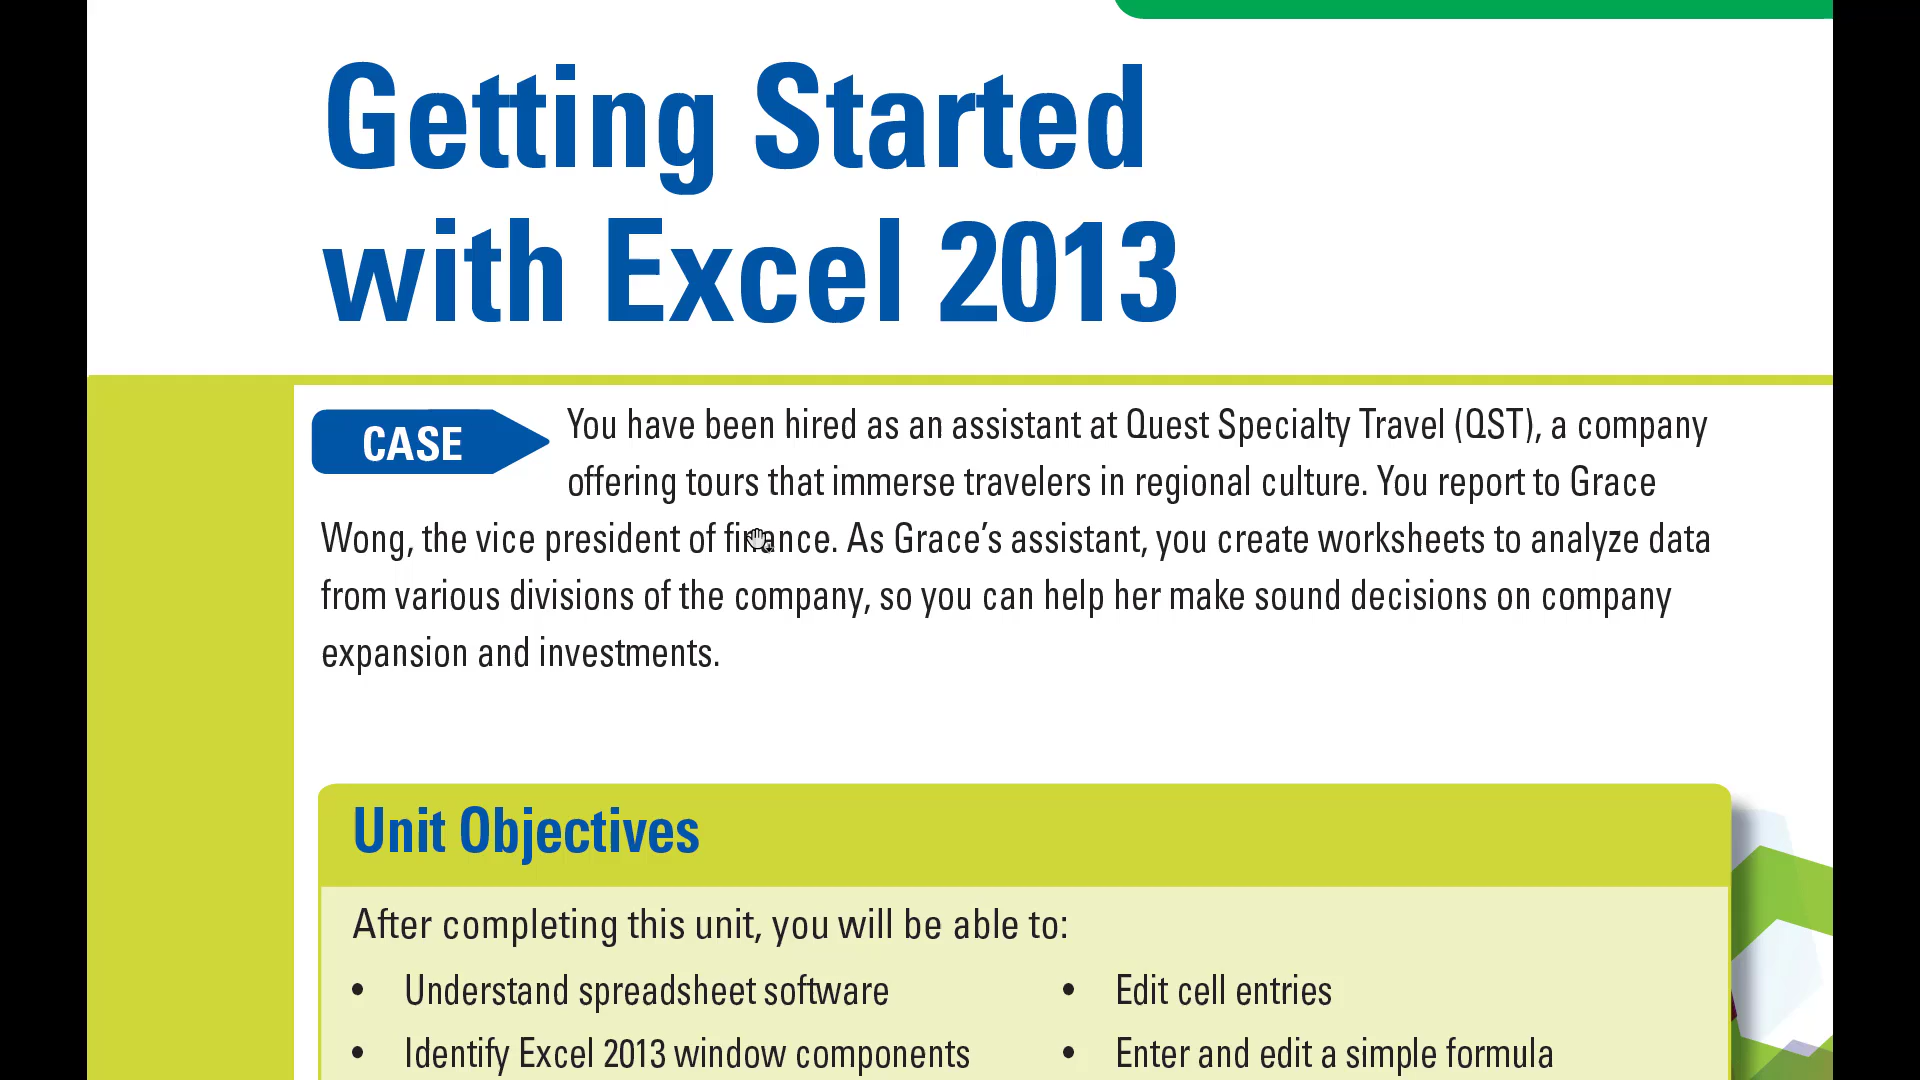 Getting Started
with Excel 2013
CASE
You have been hired as an assistant at Quest Specialty Travel (QST), a company
offering tours that immerse travelers in regional culture. You report to Grace
Wong, the vice president of finance. As Grace’s assistant, you create worksheets to analyze data
from various divisions of the company, so you can help her make sound decisions on company
expansion and investments.
Unit Objectives
After completing this unit, you will be able to:
• Understand spreadsheet software
• Identify Excel 2013 window components
• Edit cell entries
• Enter and edit a simple formula